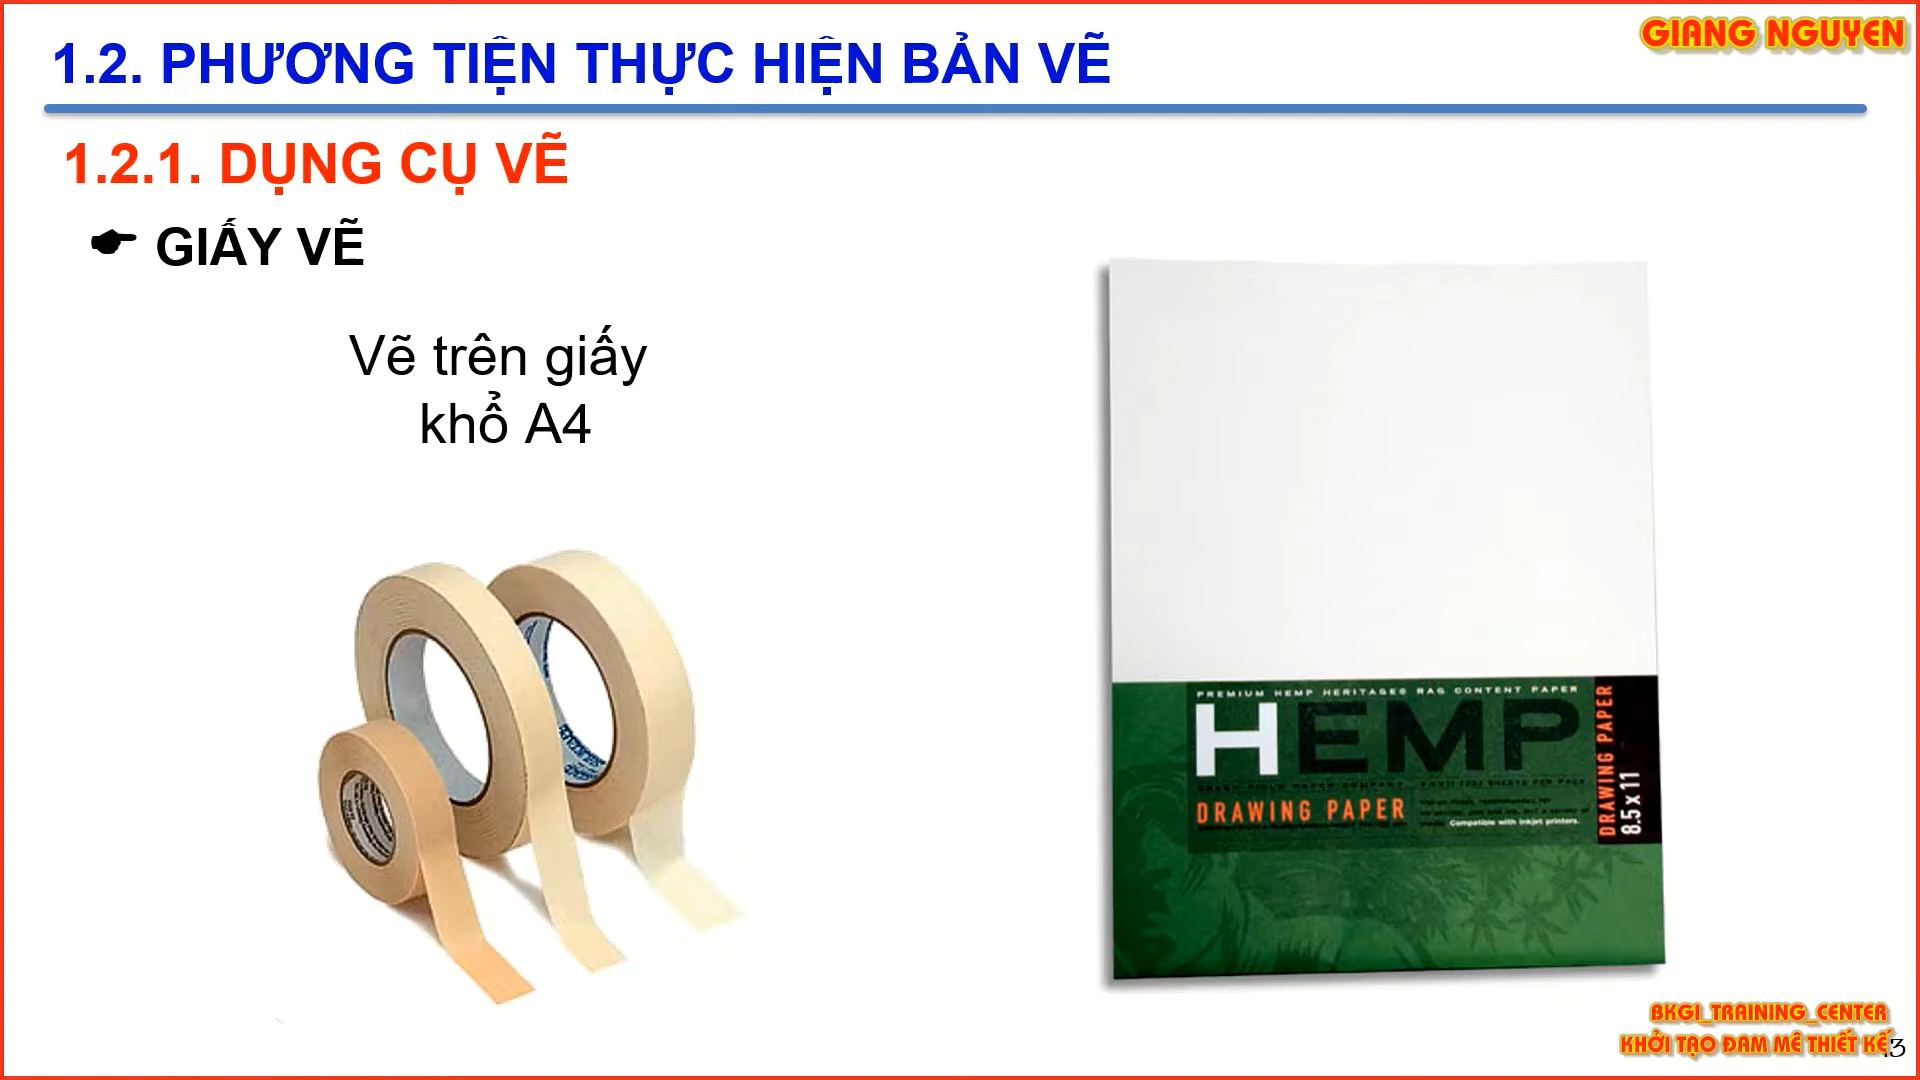 GIANG NGUYEN
1.2. PHƯƠNG TIỆN THỰC HIỆN BẢN VẼ
1.2.1. DỤNG CỤ VẼ
GIẤY VẼ
Vẽ trên giấy
khổ A4
PREMIUM HEMP HERITAGE® RAG CONTENT PAPER
HEMP
DRAWING PAPER
Compatible with inkjet printers.
DRAWING PAPER
8.5 x 11
BKGI_TRAINING_CENTER
KHỞI TẠO ĐAM MÊ THIẾT KẾ